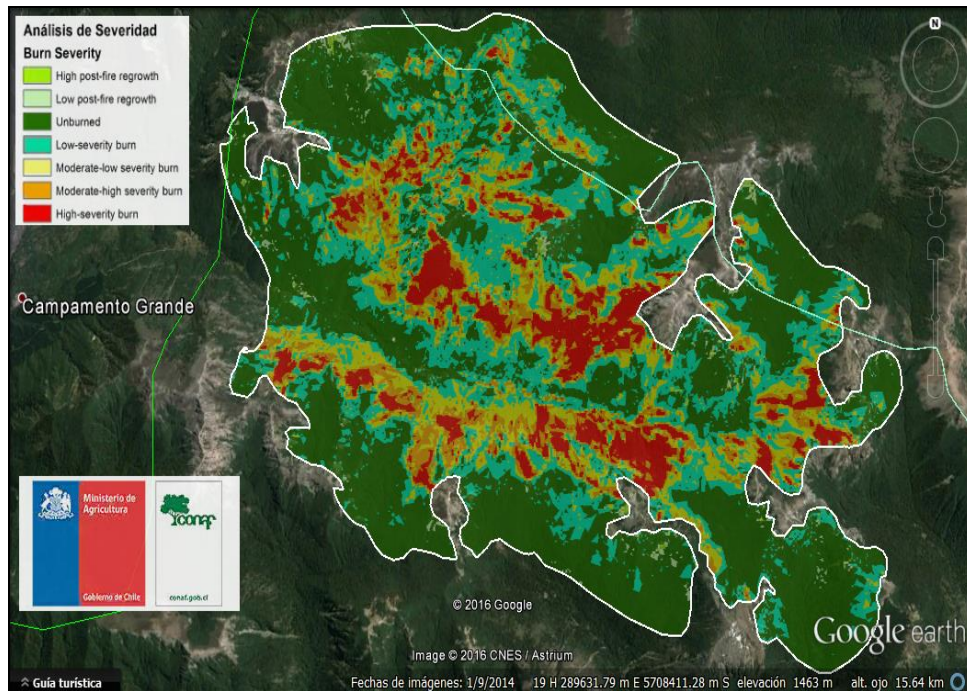 Análisis de Severidad
Burn Severity
High post-fire regrowth
Low post-fire regrowth
Unburned
Low-severity burn
Moderate-low severity burn
Moderate-high severity burn
High-severity burn
N
Campamento Grande
Ministerio de
Agricultura
Gobierno de Chile
conaf
conaf.gob.cl
© 2016 Google
Image © 2016 CNES / Astrium
Google earth
Guía turística
Fechas de imágenes: 1/9/2014 19 H 289631.79 m E 5708411.28 m S elevación 1463 m alt. ojo 15.64 km